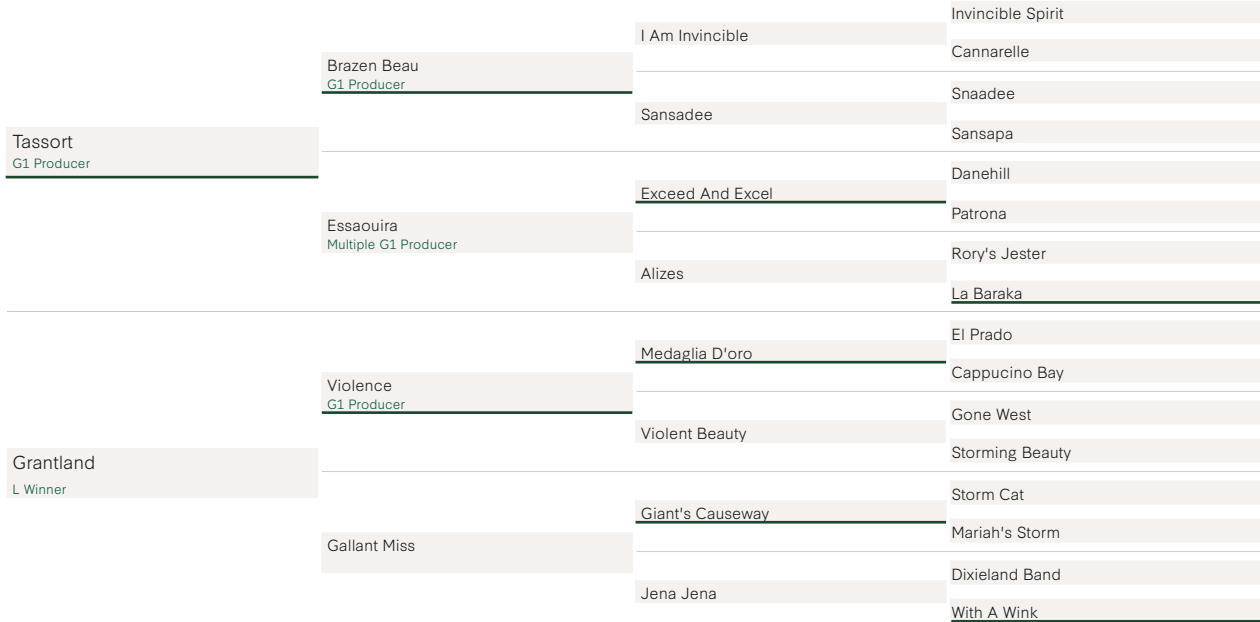 Tassort
G1 Producer
Grantland
L Winner
Brazen Beau
G1 Producer
Essaouira
Multiple G1 Producer
Violence
G1 Producer
Gallant Miss
I Am Invincible
Sansadee
Exceed And Excel
Alizes
Medaglia D'oro
Violent Beauty
Giant's Causeway
Jena Jena
Invincible Spirit
Cannarelle
Snaadee
Sansapa
Danehill
Patrona
Rory's Jester
La Baraka
El Prado
Cappucino Bay
Gone West
Storming Beauty
Storm Cat
Mariah's Storm
Dixieland Band
With A Wink